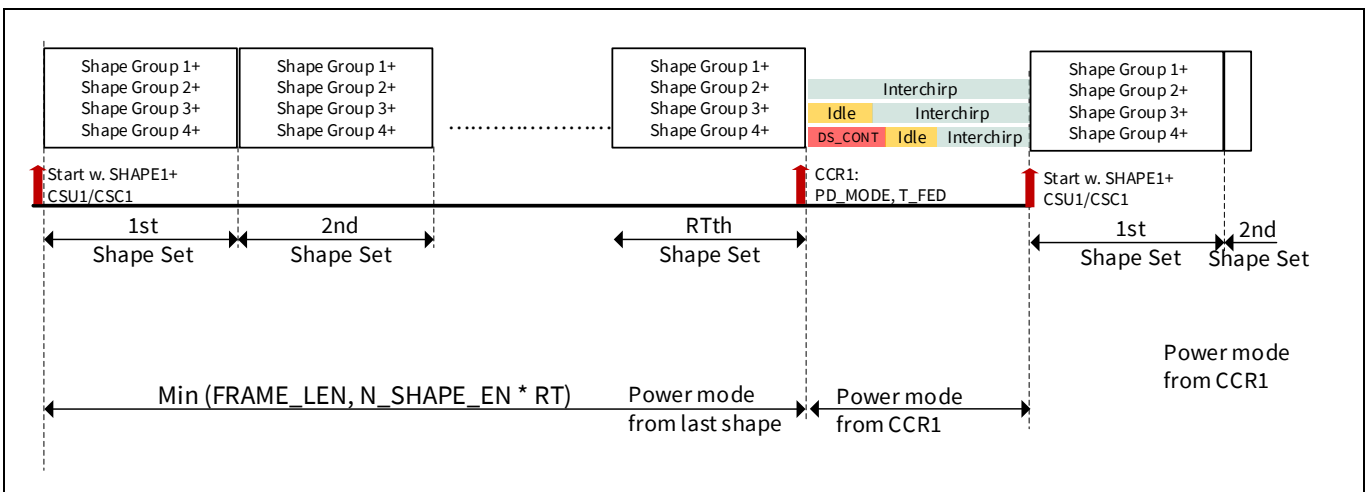 Shape Group 1+
Shape Group 2+
Shape Group 3+
Shape Group 4+
Shape Group 1+
Shape Group 2+
Shape Group 3+
Shape Group 4+
.....................
Shape Group 1+
Shape Group 2+
Shape Group 3+
Shape Group 4+
Interchirp
Idle Interchirp
DS_CONT Idle Interchirp
Shape Group 1+
Shape Group 2+
Shape Group 3+
Shape Group 4+
Start w. SHAPE1+
CSU1/CSC1
CCR1:
PD_MODE, T_FED
Start w. SHAPE1+
CSU1/CSC1
1st
Shape Set
2nd
Shape Set
RTth
Shape Set
1st
Shape Set
2nd
Shape Set
Power mode
from CCR1
Min (FRAME_LEN, N_SHAPE_EN * RT)
Power mode
from last shape
Power mode
from CCR1